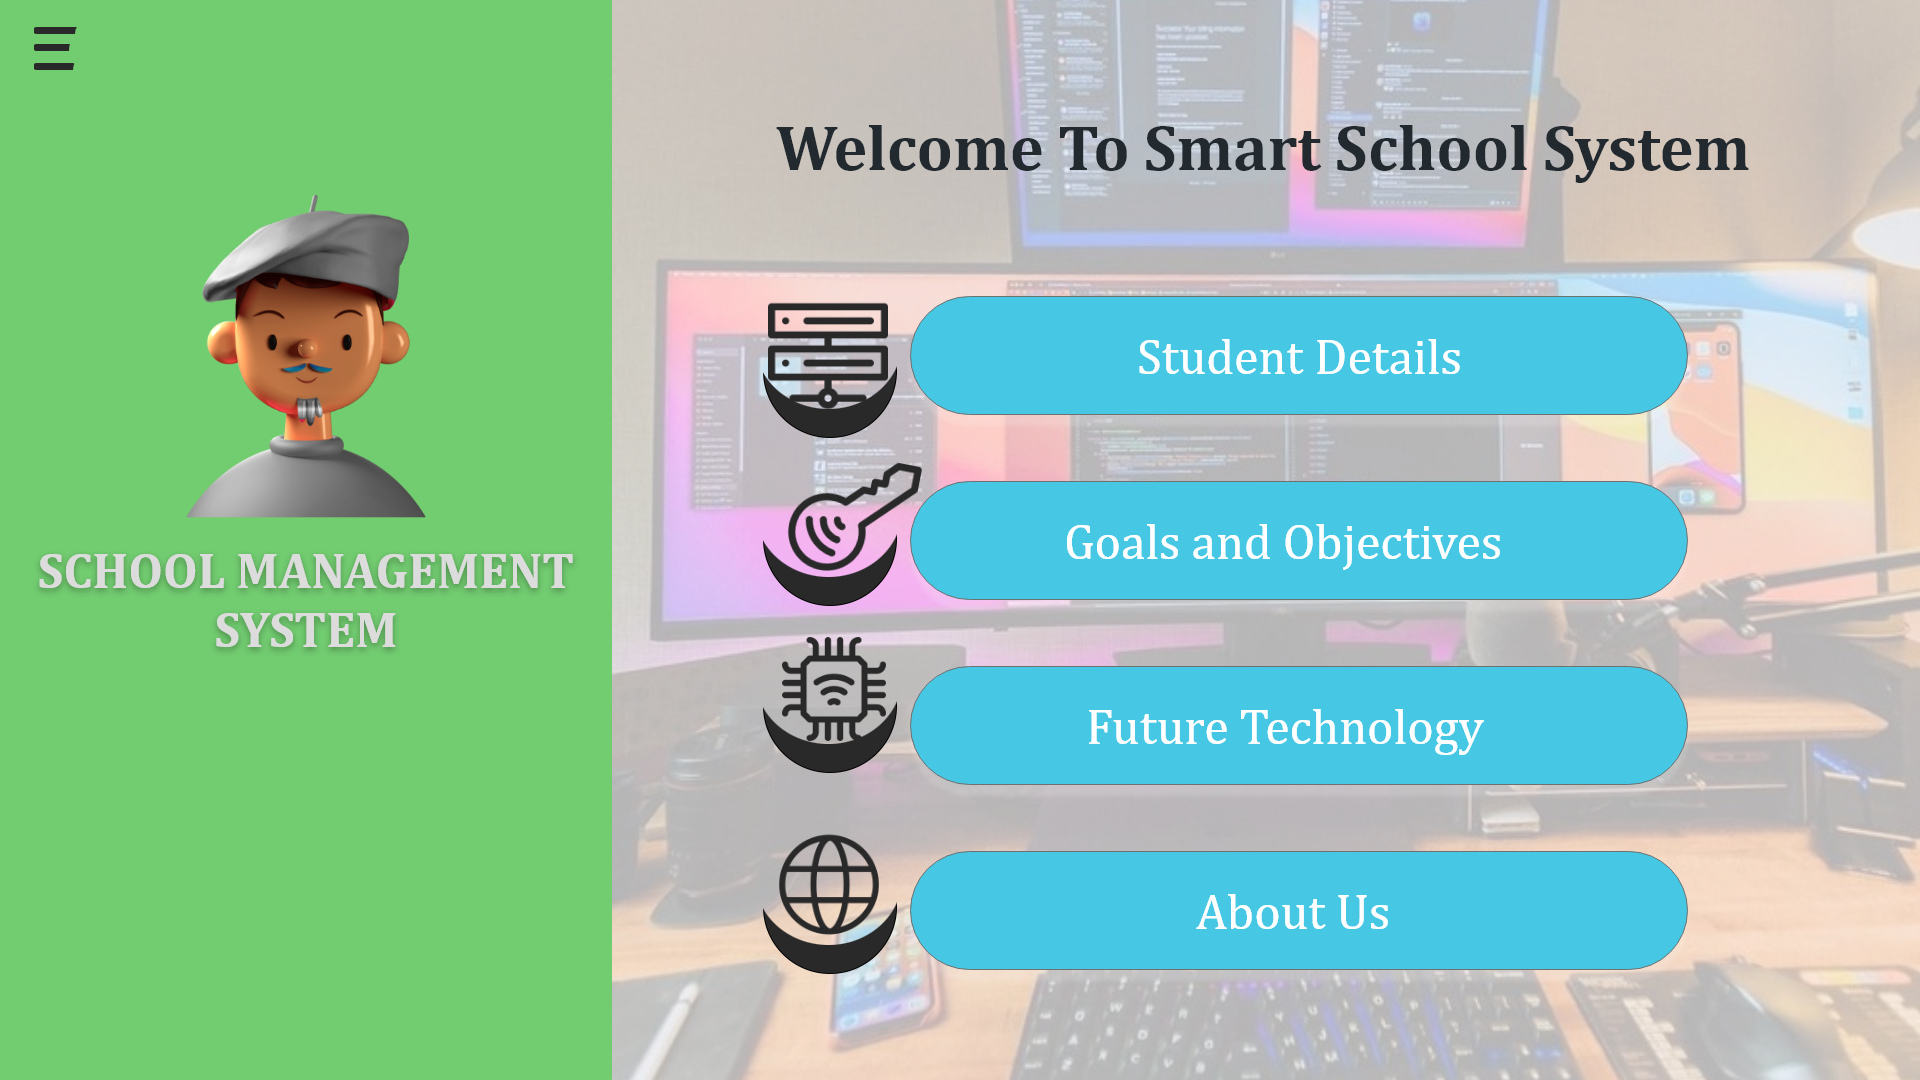 Welcome To Smart School System
SCHOOL MANAGEMENT
SYSTEM
Student Details
Goals and Objectives
Future Technology
About Us